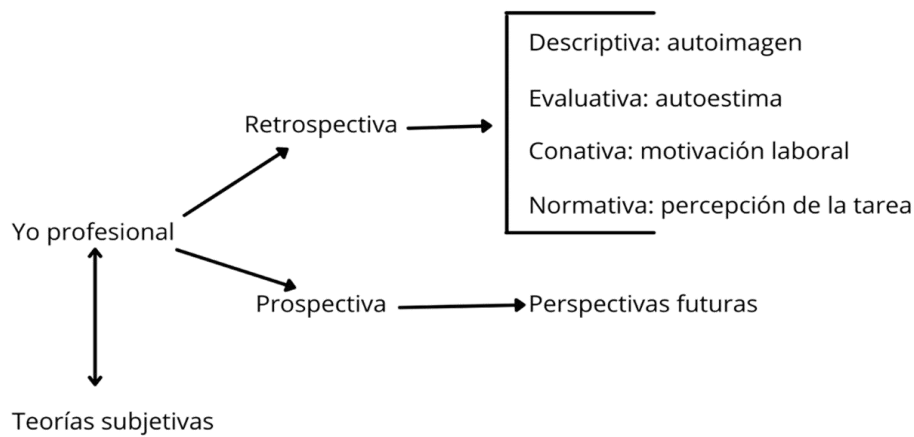 Descriptiva: autoimagen
Evaluativa: autoestima
Retrospectiva
Conativa: motivación laboral
Normativa: percepción de la tarea
Yo profesional
Prospectiva
Perspectivas futuras
Teorías subjetivas